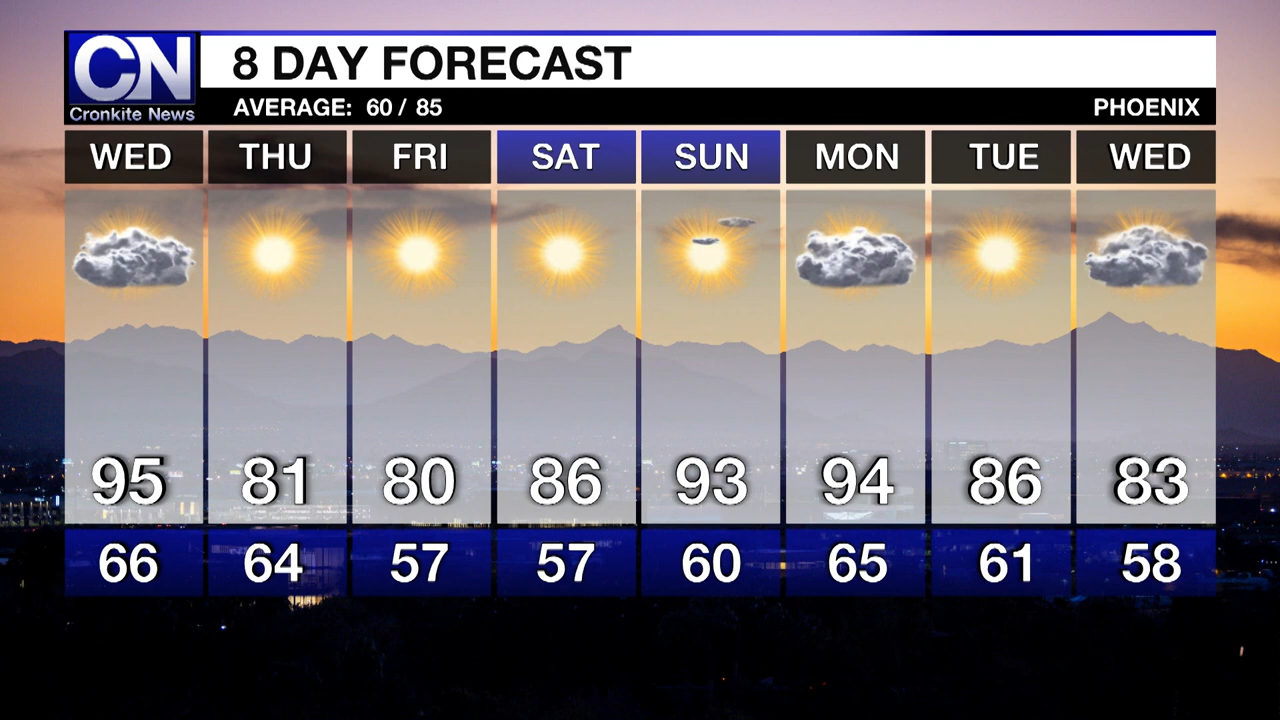 CN
Cronkite News
8 DAY FORECAST
AVERAGE: 60 / 85
PHOENIX
WED THU FRI SAT SUN MON TUE WED
95 81 80 86 93 94 86 83
66 64 57 57 60 65 61 58